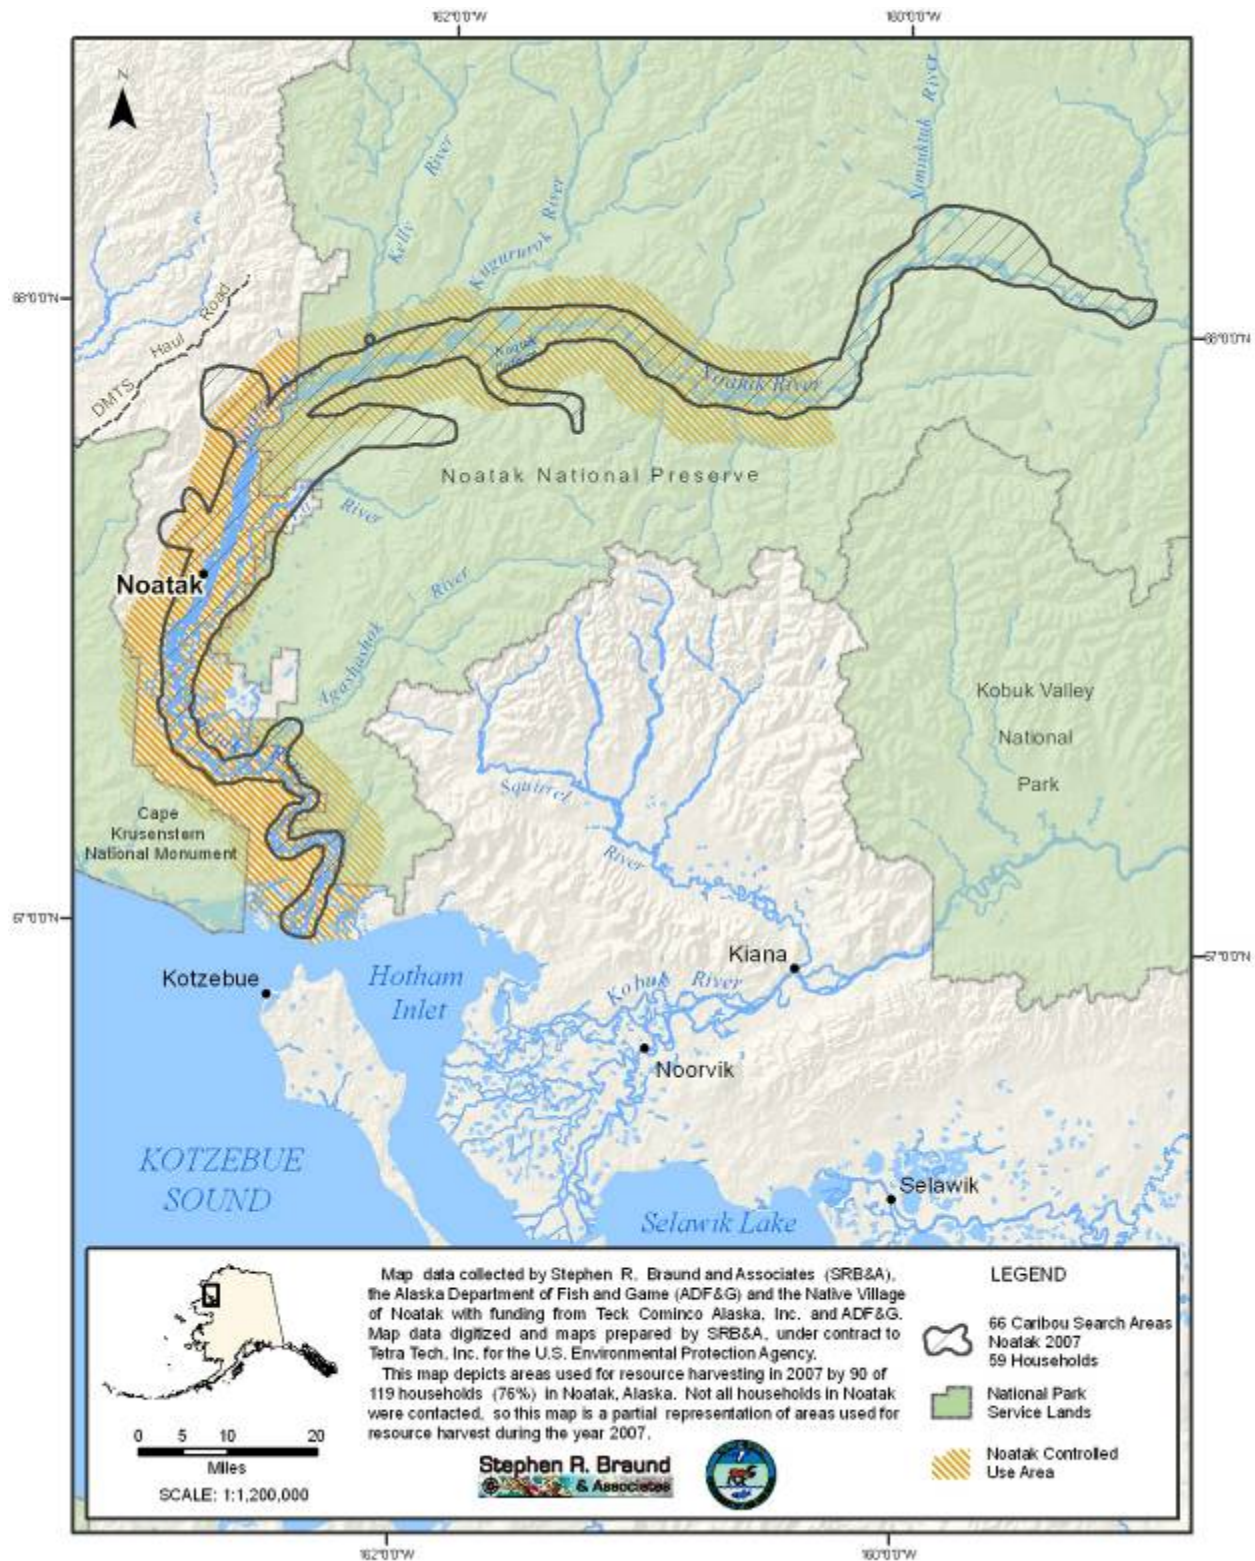 162°0'0"W
160°0'0"W
N
Kelly
River
Kugururok River
Nimiuktuk River
68°0'0"N
68°0'0"N
DMTS Haul Road
Noatak River
Noatak National Preserve
River
Noatak
Agashashok River
Kobuk Valley
National
Park
Squirrel
River
Cape
Krusenstern
National Monument
67°0'0"N
67°0'0"N
Kiana
Kotzebue
Hotham
Inlet
Kobuk River
Noorvik
KOTZEBUE
SOUND
Selawik
Selawik Lake
Map data collected by Stephen R. Braund and Associates (SRB&A),
the Alaska Department of Fish and Game (ADF&G) and the Native Village
of Noatak with funding from Teck Cominco Alaska, Inc. and ADF&G.
Map data digitized and maps prepared by SRB&A, under contract to
Tetra Tech, Inc. for the U.S. Environmental Protection Agency.
This map depicts areas used for resource harvesting in 2007 by 90 of
119 households (76%) in Noatak, Alaska. Not all households in Noatak
were contacted, so this map is a partial representation of areas used for
resource harvest during the year 2007.
Stephen R. Braund
& Associates
0 5 10 20
Miles
SCALE: 1:1,200,000
LEGEND
66 Caribou Search Areas
Noatak 2007
59 Households
National Park
Service Lands
Noatak Controlled
Use Area
162°0'0"W
160°0'0"W